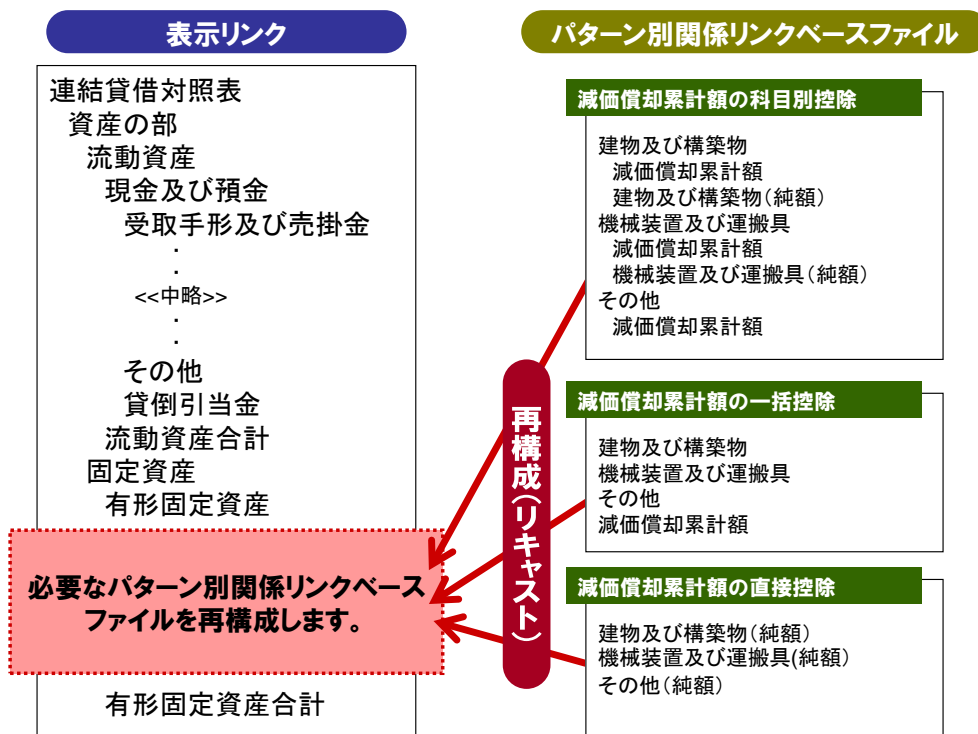 表示リンク
連結貸借対照表
資産の部
流動資産
現金及び預金
受取手形及び売掛金
・
・
<<中略>>
・
・
その他
貸倒引当金
流動資産合計
固定資産
有形固定資産
必要なパターン別関係リンクベース
ファイルを再構成します。
有形固定資産合計
再構成(リキャスト)
パターン別関係リンクベースファイル
減価償却累計額の科目別控除
建物及び構築物
減価償却累計額
建物及び構築物(純額)
機械装置及び運搬具
減価償却累計額
機械装置及び運搬具(純額)
その他
減価償却累計額
減価償却累計額の一括控除
建物及び構築物
機械装置及び運搬具
その他
減価償却累計額
減価償却累計額の直接控除
建物及び構築物(純額)
機械装置及び運搬具(純額)
その他(純額)